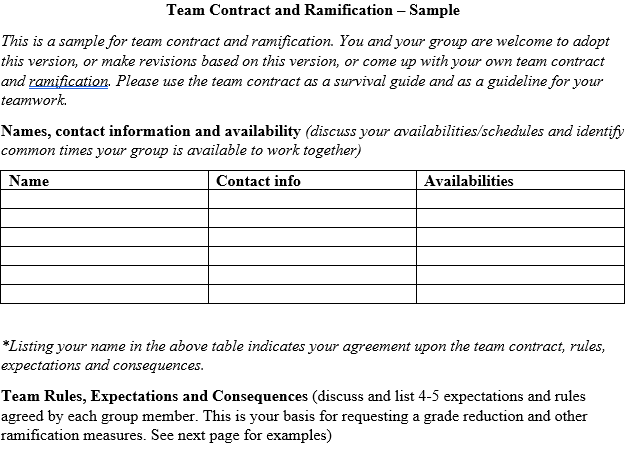 Team Contract and Ramification – Sample
This is a sample for team contract and ramification. You and your group are welcome to adopt
this version, or make revisions based on this version, or come up with your own team contract
and ramification. Please use the team contract as a survival guide and as a guideline for your
teamwork.
Names, contact information and availability (discuss your availabilities/schedules and identify
common times your group is available to work together)
Name Contact info Availabilities
*Listing your name in the above table indicates your agreement upon the team contract, rules,
expectations and consequences.
Team Rules, Expectations and Consequences (discuss and list 4-5 expectations and rules
agreed by each group member. This is your basis for requesting a grade reduction and other
ramification measures. See next page for examples)